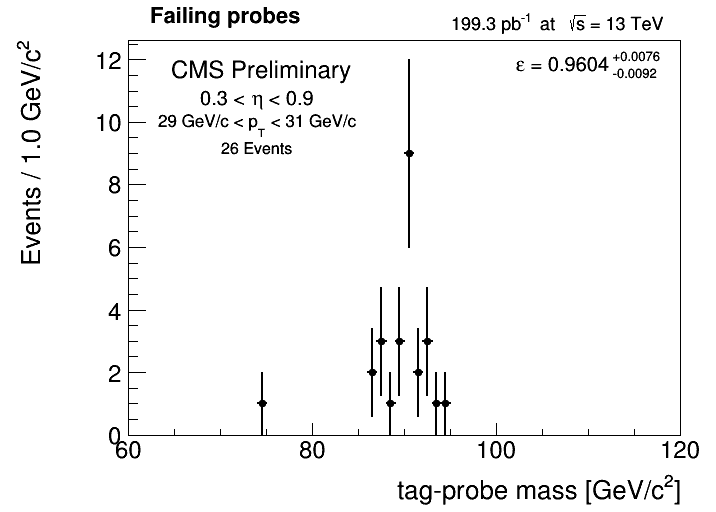 Failing probes
199.3 pb⁻¹ at √s = 13 TeV
CMS Preliminary
ε = 0.9604 +0.0076 -0.0092
0.3 < η < 0.9
29 GeV/c < p_T < 31 GeV/c
26 Events
Events / 1.0 GeV/c²
12
10
8
6
4
2
0
60 80 100 120
tag-probe mass [GeV/c²]